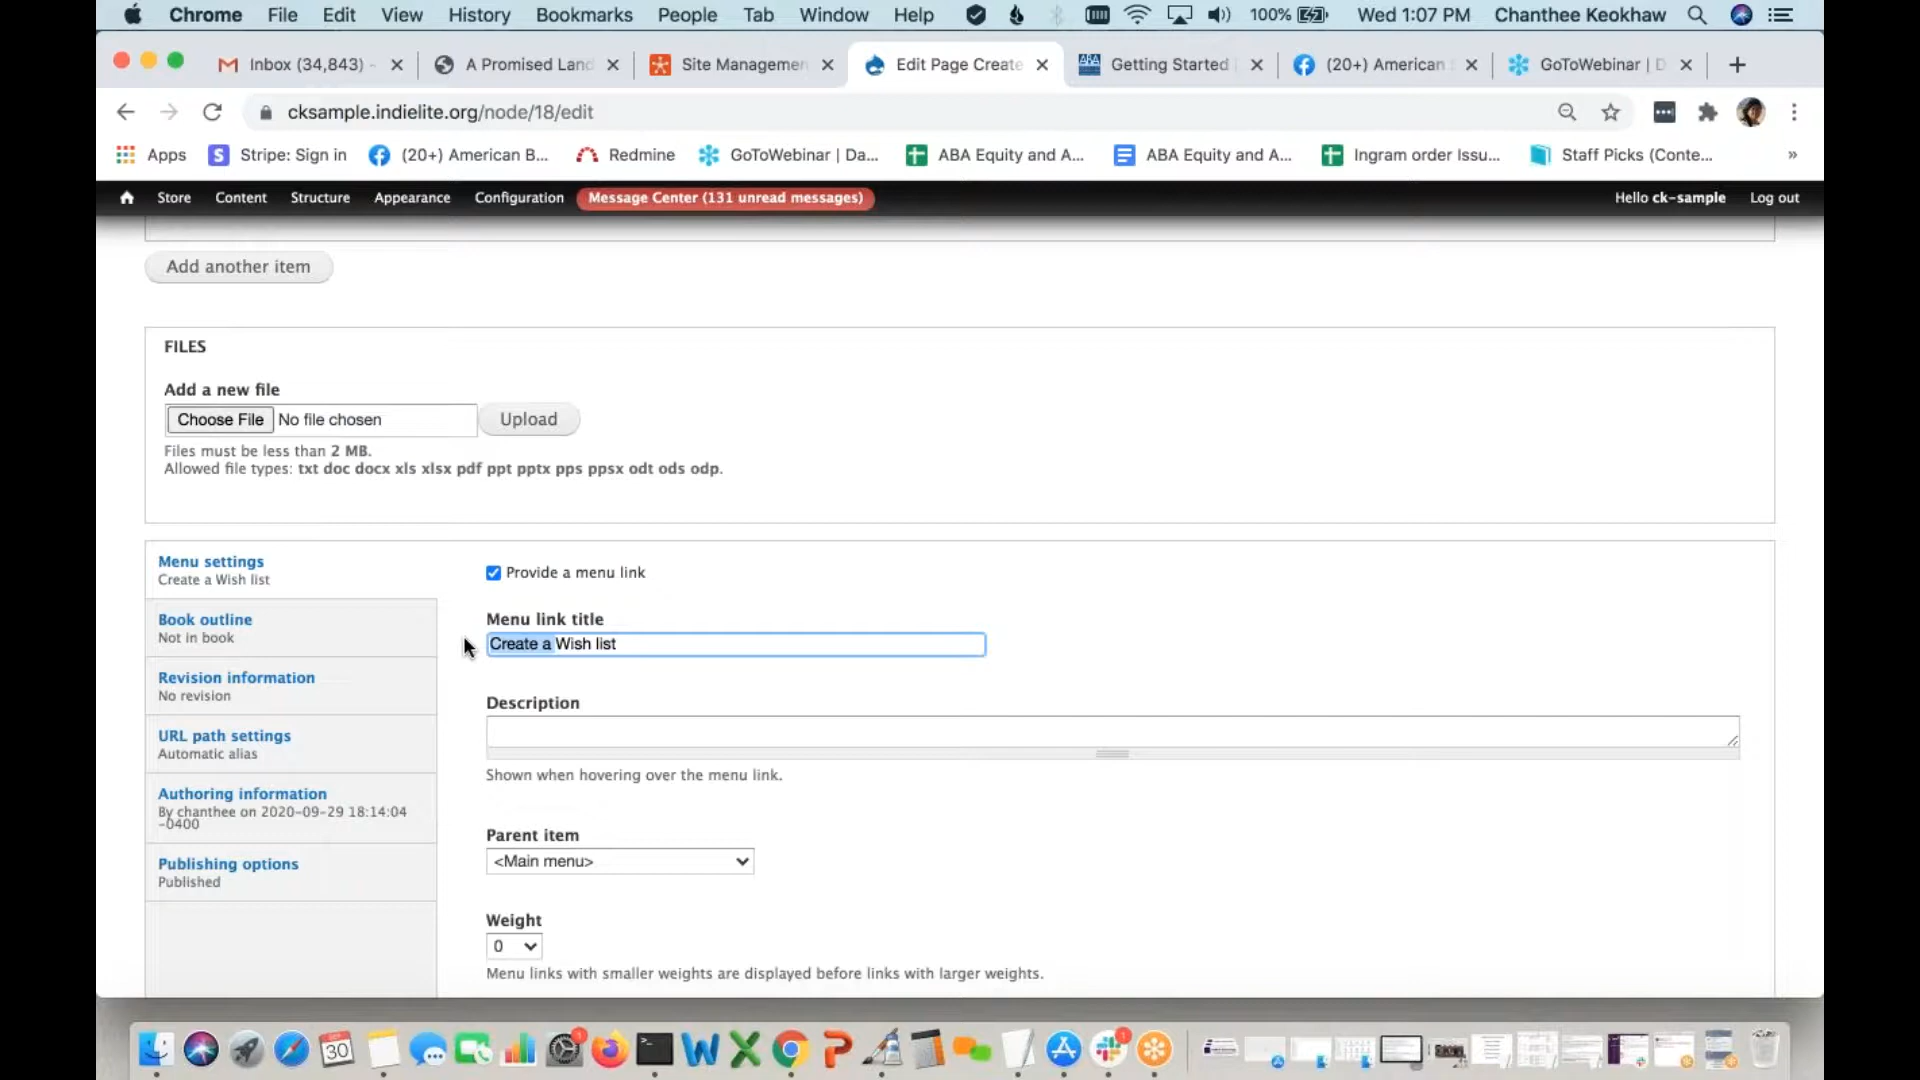 Chrome File Edit View History Bookmarks People Tab Window Help 100% Wed 1:07 PM Chanthee Keokhaw
Inbox (34,843) - A Promised Land Site Managemen Edit Page Create Getting Started (20+) American GoToWebinar | D
cksample.indielite.org/node/18/edit
Apps Stripe: Sign in (20+) American B... Redmine GoToWebinar | Da... ABA Equity and A... ABA Equity and A... Ingram order Issu... Staff Picks (Conte... »
Store Content Structure Appearance Configuration Message Center (131 unread messages) Hello ck-sample Log out
Add another item
FILES
Add a new file
Choose File No file chosen Upload
Files must be less than 2 MB.
Allowed file types: txt doc docx xls xlsx pdf ppt pptx pps ppsx odt ods odp.
Menu settings
Create a Wish list
Provide a menu link
Book outline
Not in book
Menu link title
Create a Wish list
Revision information
No revision
Description
URL path settings
Automatic alias
Shown when hovering over the menu link.
Authoring information
By chanthee on 2020-09-29 18:14:04
-0400
Parent item
<Main menu>
Publishing options
Published
Weight
0
Menu links with smaller weights are displayed before links with larger weights.
30